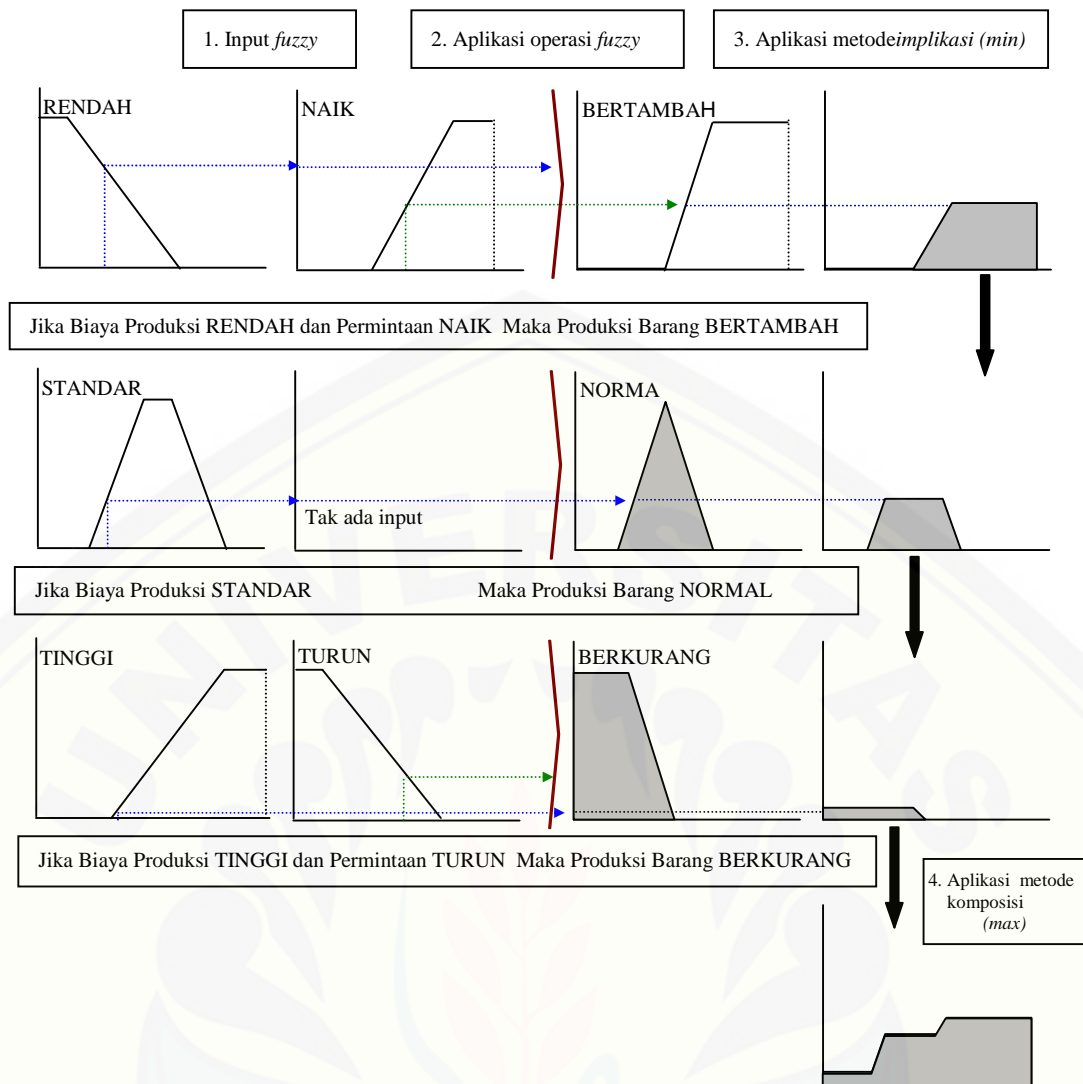 1. Input fuzzy
2. Aplikasi operasi fuzzy
3. Aplikasi metodeimplikasi (min)
RENDAH
NAIK
BERTAMBAH
Jika Biaya Produksi RENDAH dan Permintaan NAIK Maka Produksi Barang BERTAMBAH
STANDAR
NORMA
Tak ada input
Jika Biaya Produksi STANDAR Maka Produksi Barang NORMAL
TINGGI
TURUN
BERKURANG
Jika Biaya Produksi TINGGI dan Permintaan TURUN Maka Produksi Barang BERKURANG
4. Aplikasi metode
komposisi
(max)
UNIVERSITAS